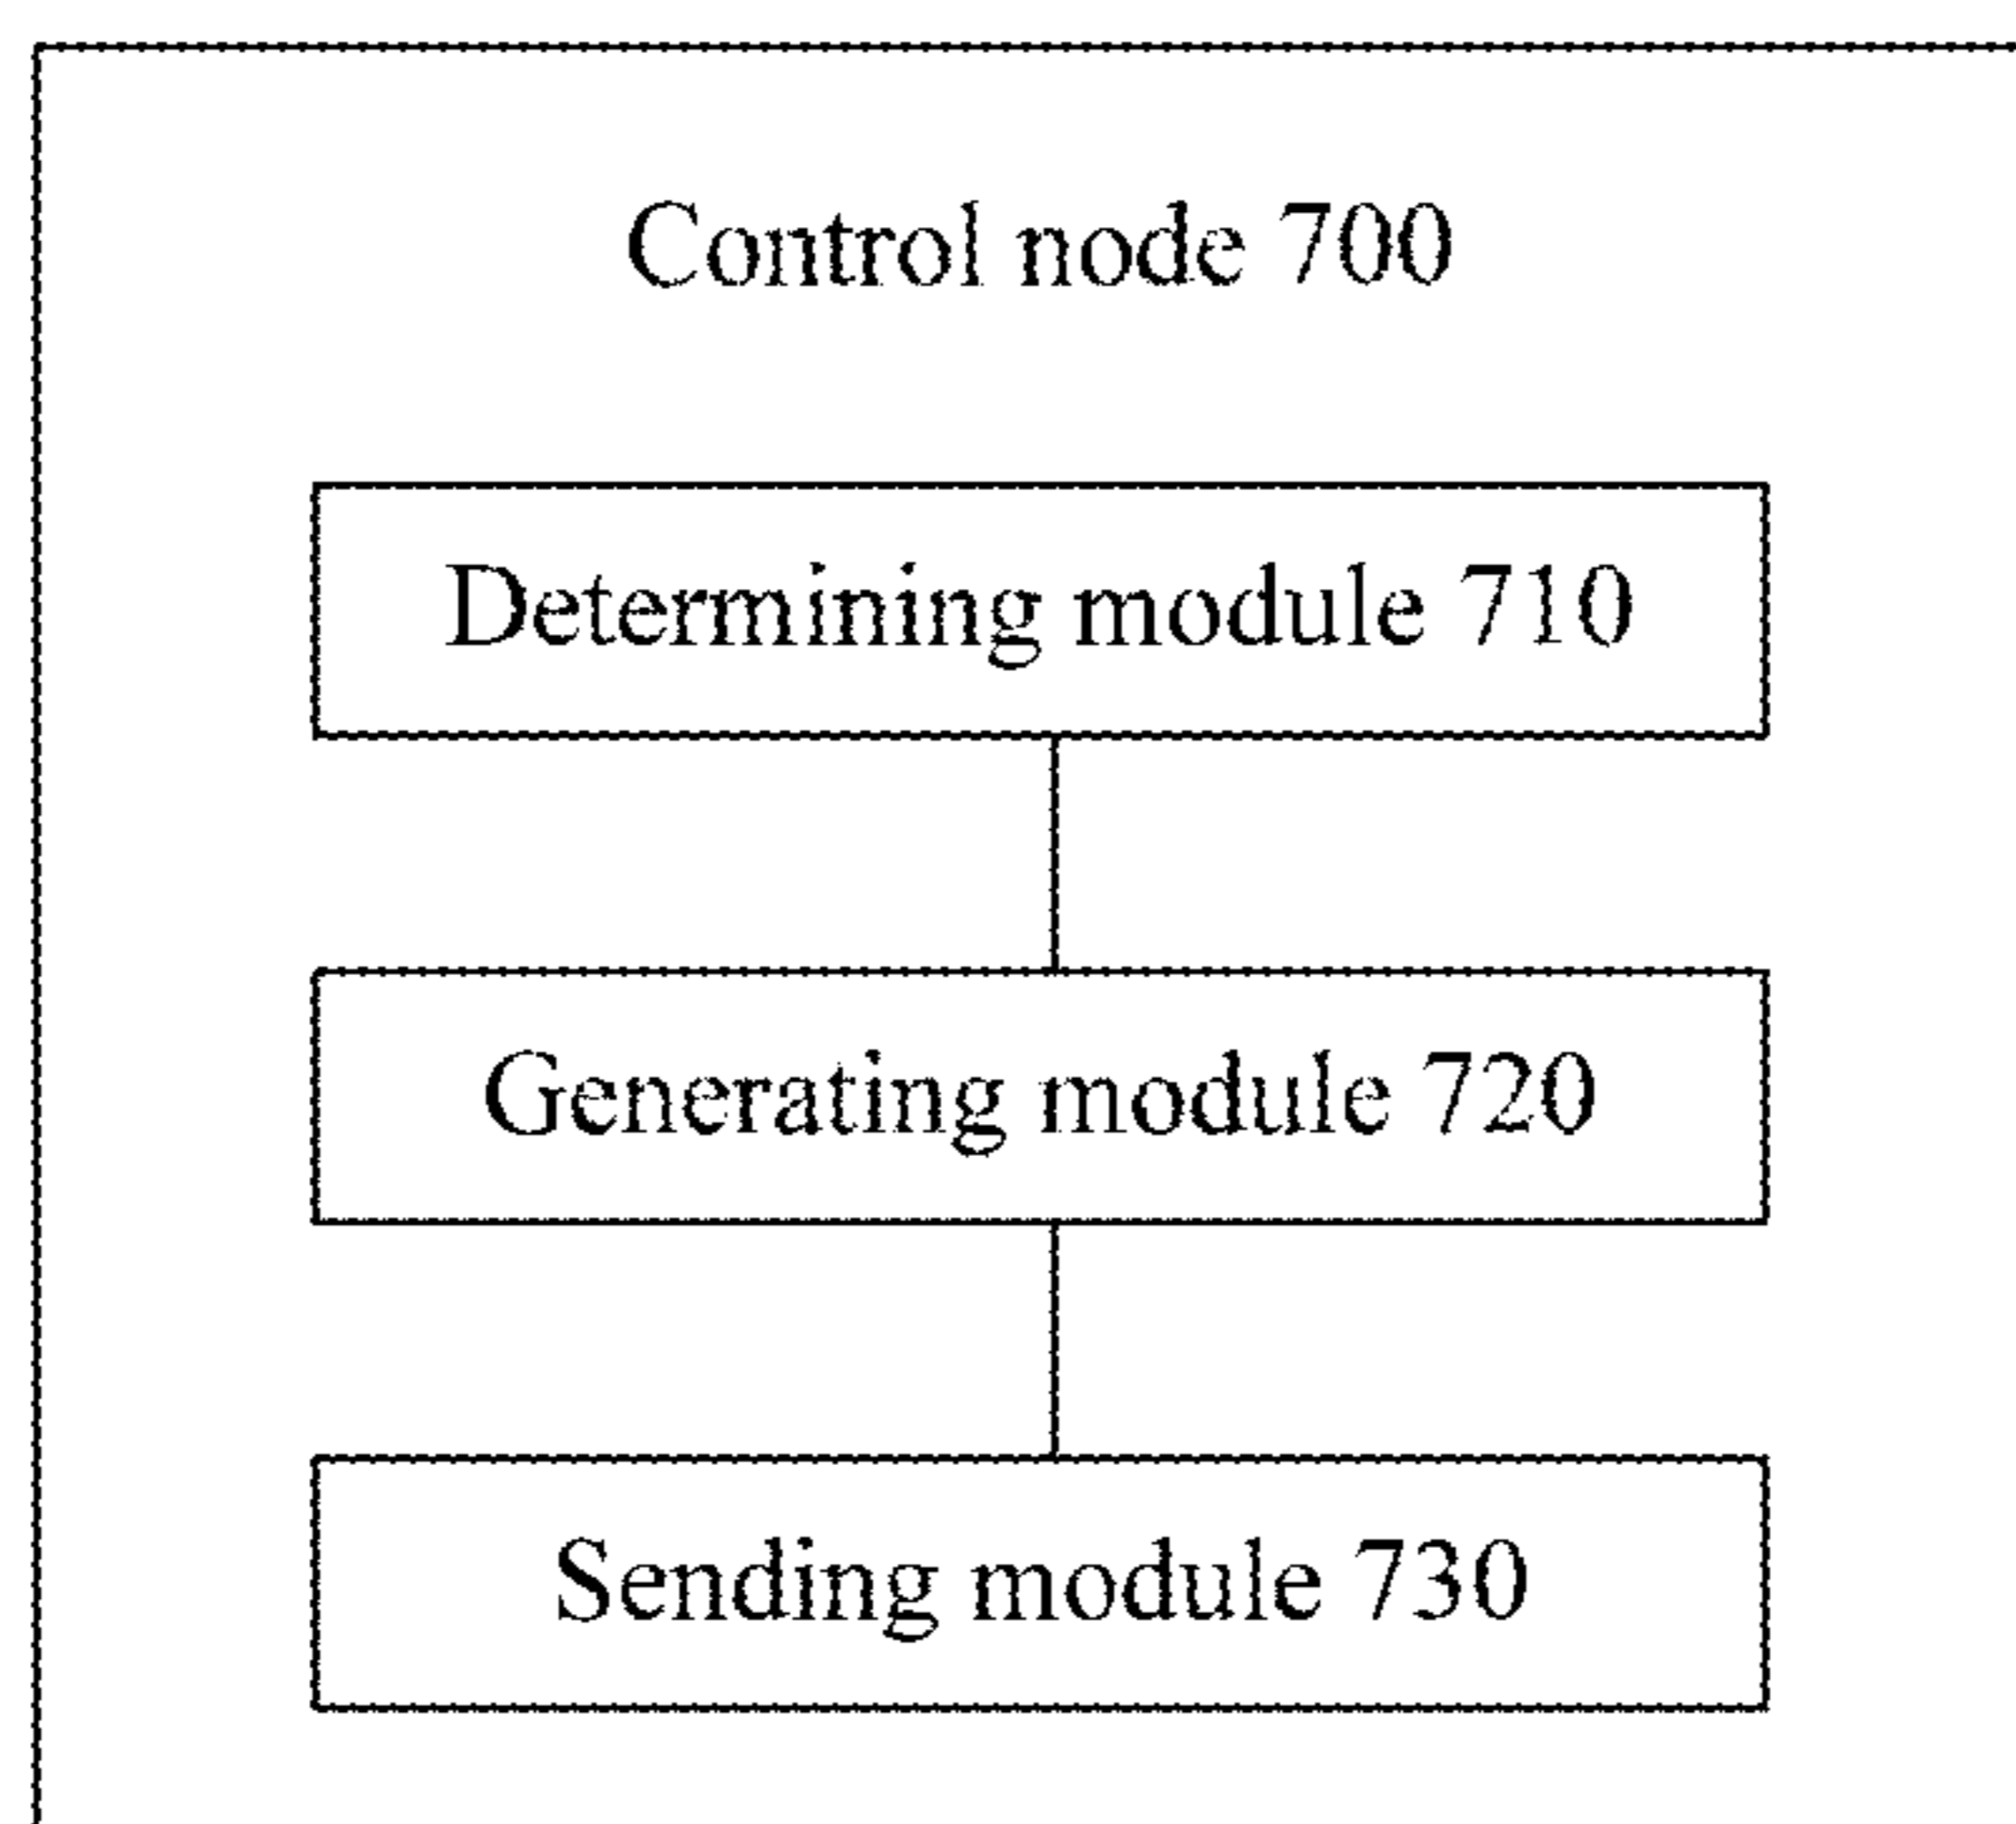 Control node 700
Determining module 710
Generating module 720
Sending module 730